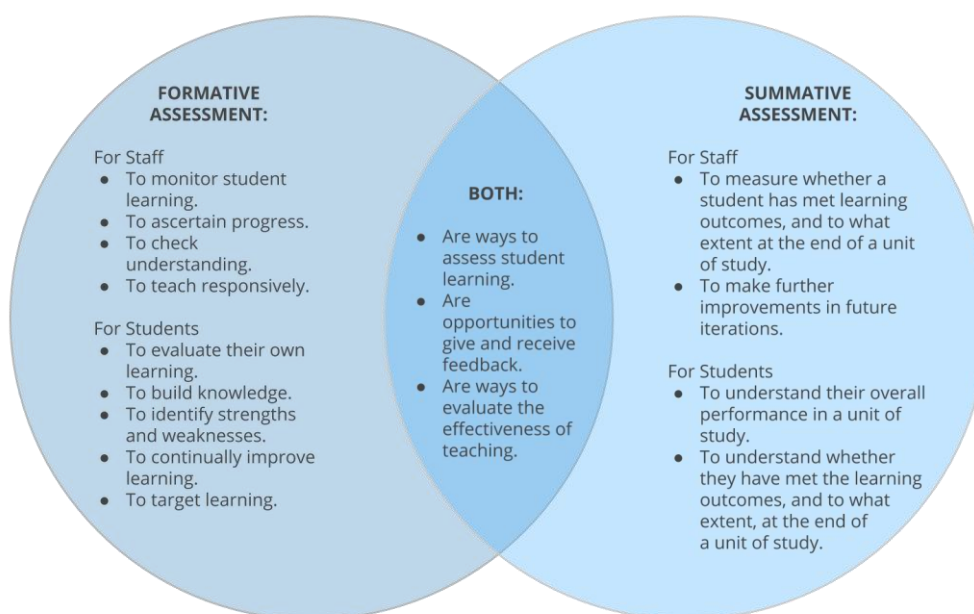 FORMATIVE
ASSESSMENT:
For Staff
● To monitor student
learning.
● To ascertain progress.
● To check
understanding.
● To teach responsively.
For Students
● To evaluate their own
learning.
● To build knowledge.
● To identify strengths
and weaknesses.
● To continually improve
learning.
● To target learning.
BOTH:
● Are ways to
assess student
learning.
● Are
opportunities to
give and receive
feedback.
● Are ways to
evaluate the
effectiveness of
teaching.
SUMMATIVE
ASSESSMENT:
For Staff
● To measure whether a
student has met learning
outcomes, and to what
extent at the end of a unit
of study.
● To make further
improvements in future
iterations.
For Students
● To understand their overall
performance in a unit of
study.
● To understand whether
they have met the learning
outcomes, and to what
extent, at the end of
a unit of study.